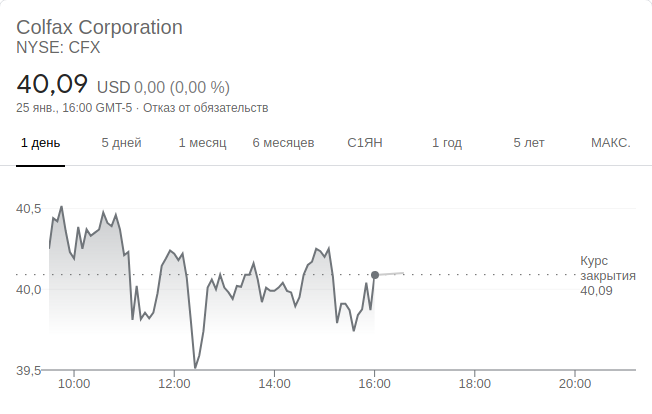 Colfax Corporation
NYSE: CFX
40,09 USD 0,00 (0,00 %)
25 янв., 16:00 GMT-5 · Отказ от обязательств
1 день 5 дней 1 месяц 6 месяцев С1ЯН 1 год 5 лет МАКС.
40,5
Курс
закрытия
40,09
40,0
39,5
10:00 12:00 14:00 16:00 18:00 20:00